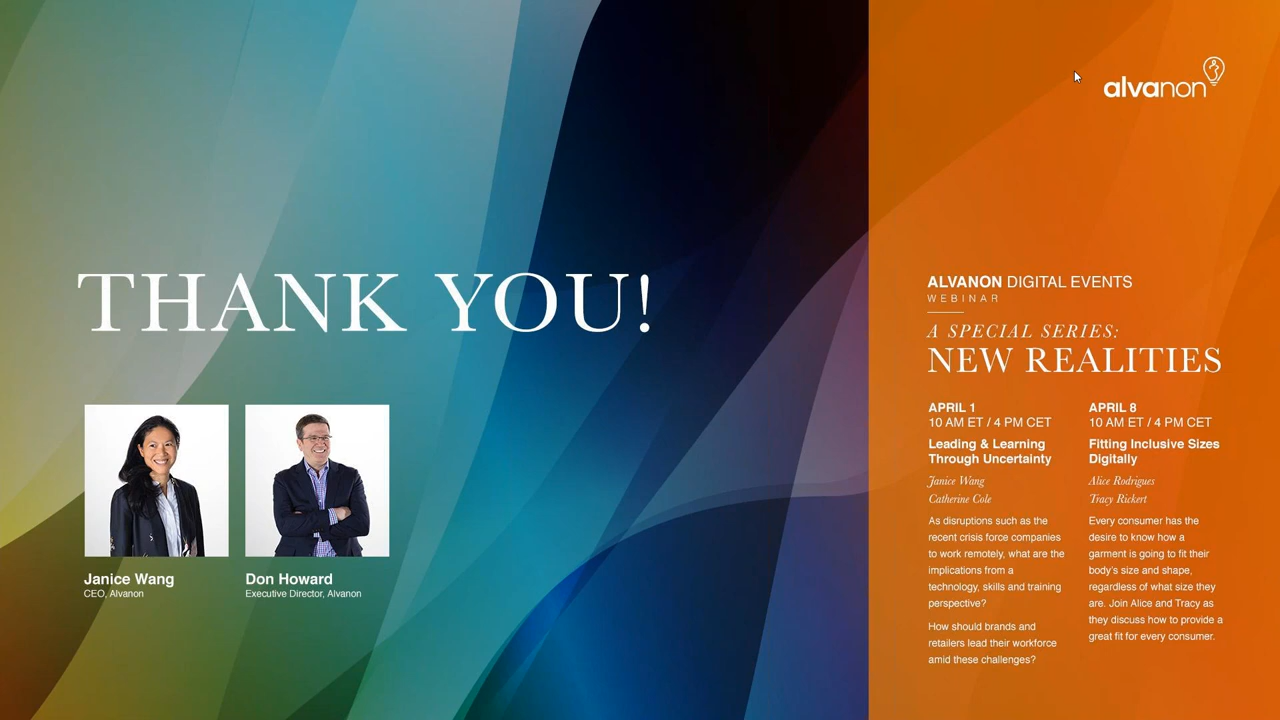 alvanon
THANK YOU!
Janice Wang
CEO, Alvanon
Don Howard
Executive Director, Alvanon
ALVANON DIGITAL EVENTS
WEBINAR
A SPECIAL SERIES:
NEW REALITIES
APRIL 1
10 AM ET / 4 PM CET
Leading & Learning
Through Uncertainty
Janice Wang
Catherine Cole
As disruptions such as the
recent crisis force companies
to work remotely, what are the
implications from a
technology, skills and training
perspective?
How should brands and
retailers lead their workforce
amid these challenges?
APRIL 8
10 AM ET / 4 PM CET
Fitting Inclusive Sizes
Digitally
Alice Rodrigues
Tracy Rickert
Every consumer has the
desire to know how a
garment is going to fit their
body's size and shape,
regardless of what size they
are. Join Alice and Tracy as
they discuss how to provide a
great fit for every consumer.